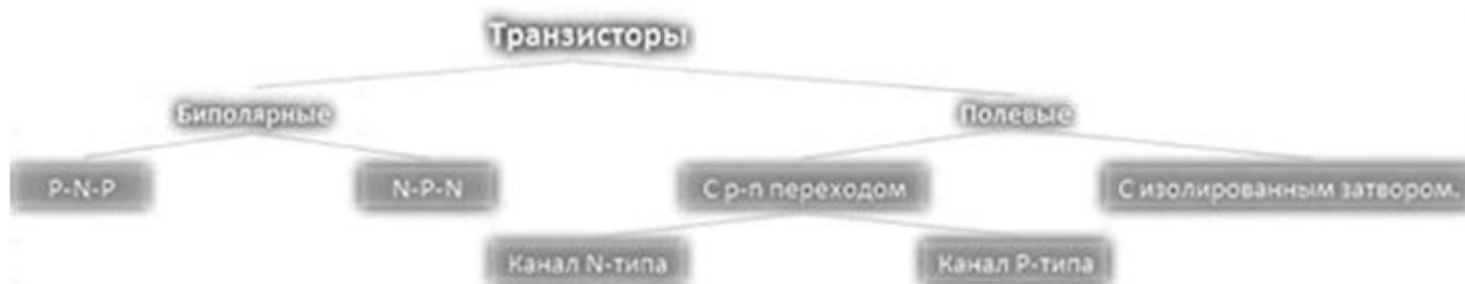 Транзисторы
Биполярные
Полевые
P-N-P
N-P-N
С p-n переходом
С изолированным затвором.
Канал N-типа
Канал P-типа